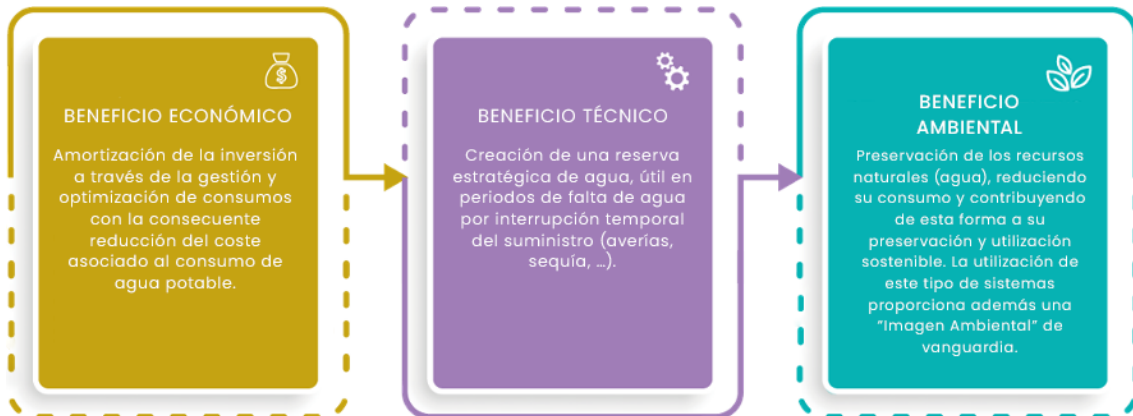 BENEFICIO ECONÓMICO
Amortización de la inversión
a través de la gestión y
optimización de consumos
con la consecuente
reducción del coste
asociado al consumo de
agua potable.
BENEFICIO TÉCNICO
Creación de una reserva
estratégica de agua, útil en
periodos de falta de agua
por interrupción temporal
del suministro (averías,
sequía, ...).
BENEFICIO
AMBIENTAL
Preservación de los recursos
naturales (agua), reduciendo
su consumo y contribuyendo
de esta forma a su
preservación y utilización
sostenible. La utilización de
este tipo de sistemas
proporciona además una
"Imagen Ambiental" de
vanguardia.